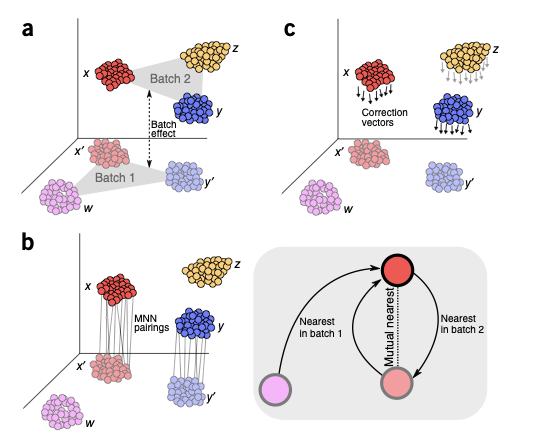 a
x
z
Batch 2
y
Batch
effect
x′
Batch 1
y′
w
c
x
z
y
Correction
vectors
x′
y′
w
b
x
z
MNN
pairings
y
x′
y′
w
Nearest
in batch 1
Mutual nearest
Nearest
in batch 2